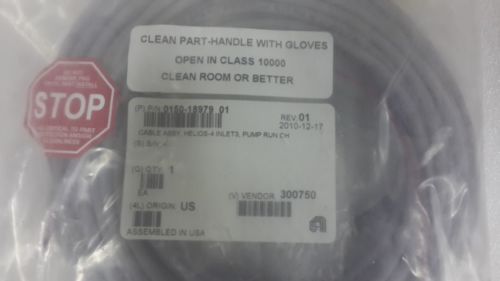 CLEAN PART-HANDLE WITH GLOVES
OPEN IN CLASS 10000
CLEAN ROOM OR BETTER
STOP
(P) P/N: 0150-18979 01
REV: 01
2010-12-17
CABLE ASSY, HELIOS-4 INLETS, PUMP RUN CH
(S) S/N:
(Q) QTY: 1
EA
(V) VENDOR: 300750
(4L) ORIGIN: US
ASSEMBLED IN USA